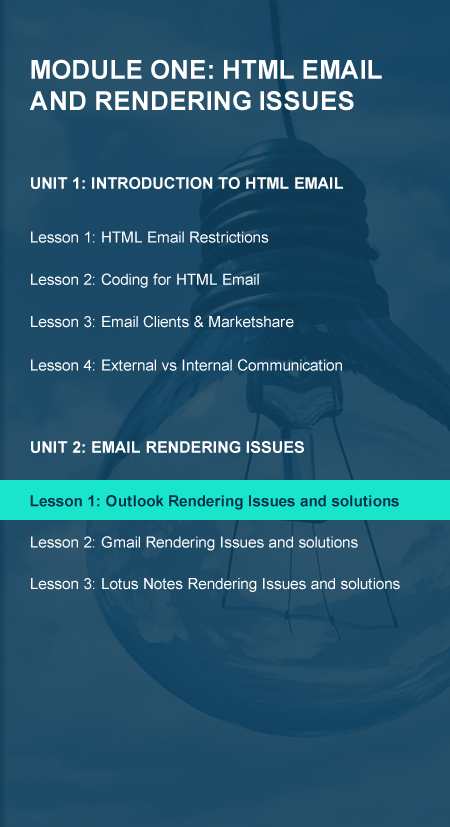 MODULE ONE: HTML EMAIL
AND RENDERING ISSUES
UNIT 1: INTRODUCTION TO HTML EMAIL
Lesson 1: HTML Email Restrictions
Lesson 2: Coding for HTML Email
Lesson 3: Email Clients & Marketshare
Lesson 4: External vs Internal Communication
UNIT 2: EMAIL RENDERING ISSUES
Lesson 1: Outlook Rendering Issues and solutions
Lesson 2: Gmail Rendering Issues and solutions
Lesson 3: Lotus Notes Rendering Issues and solutions